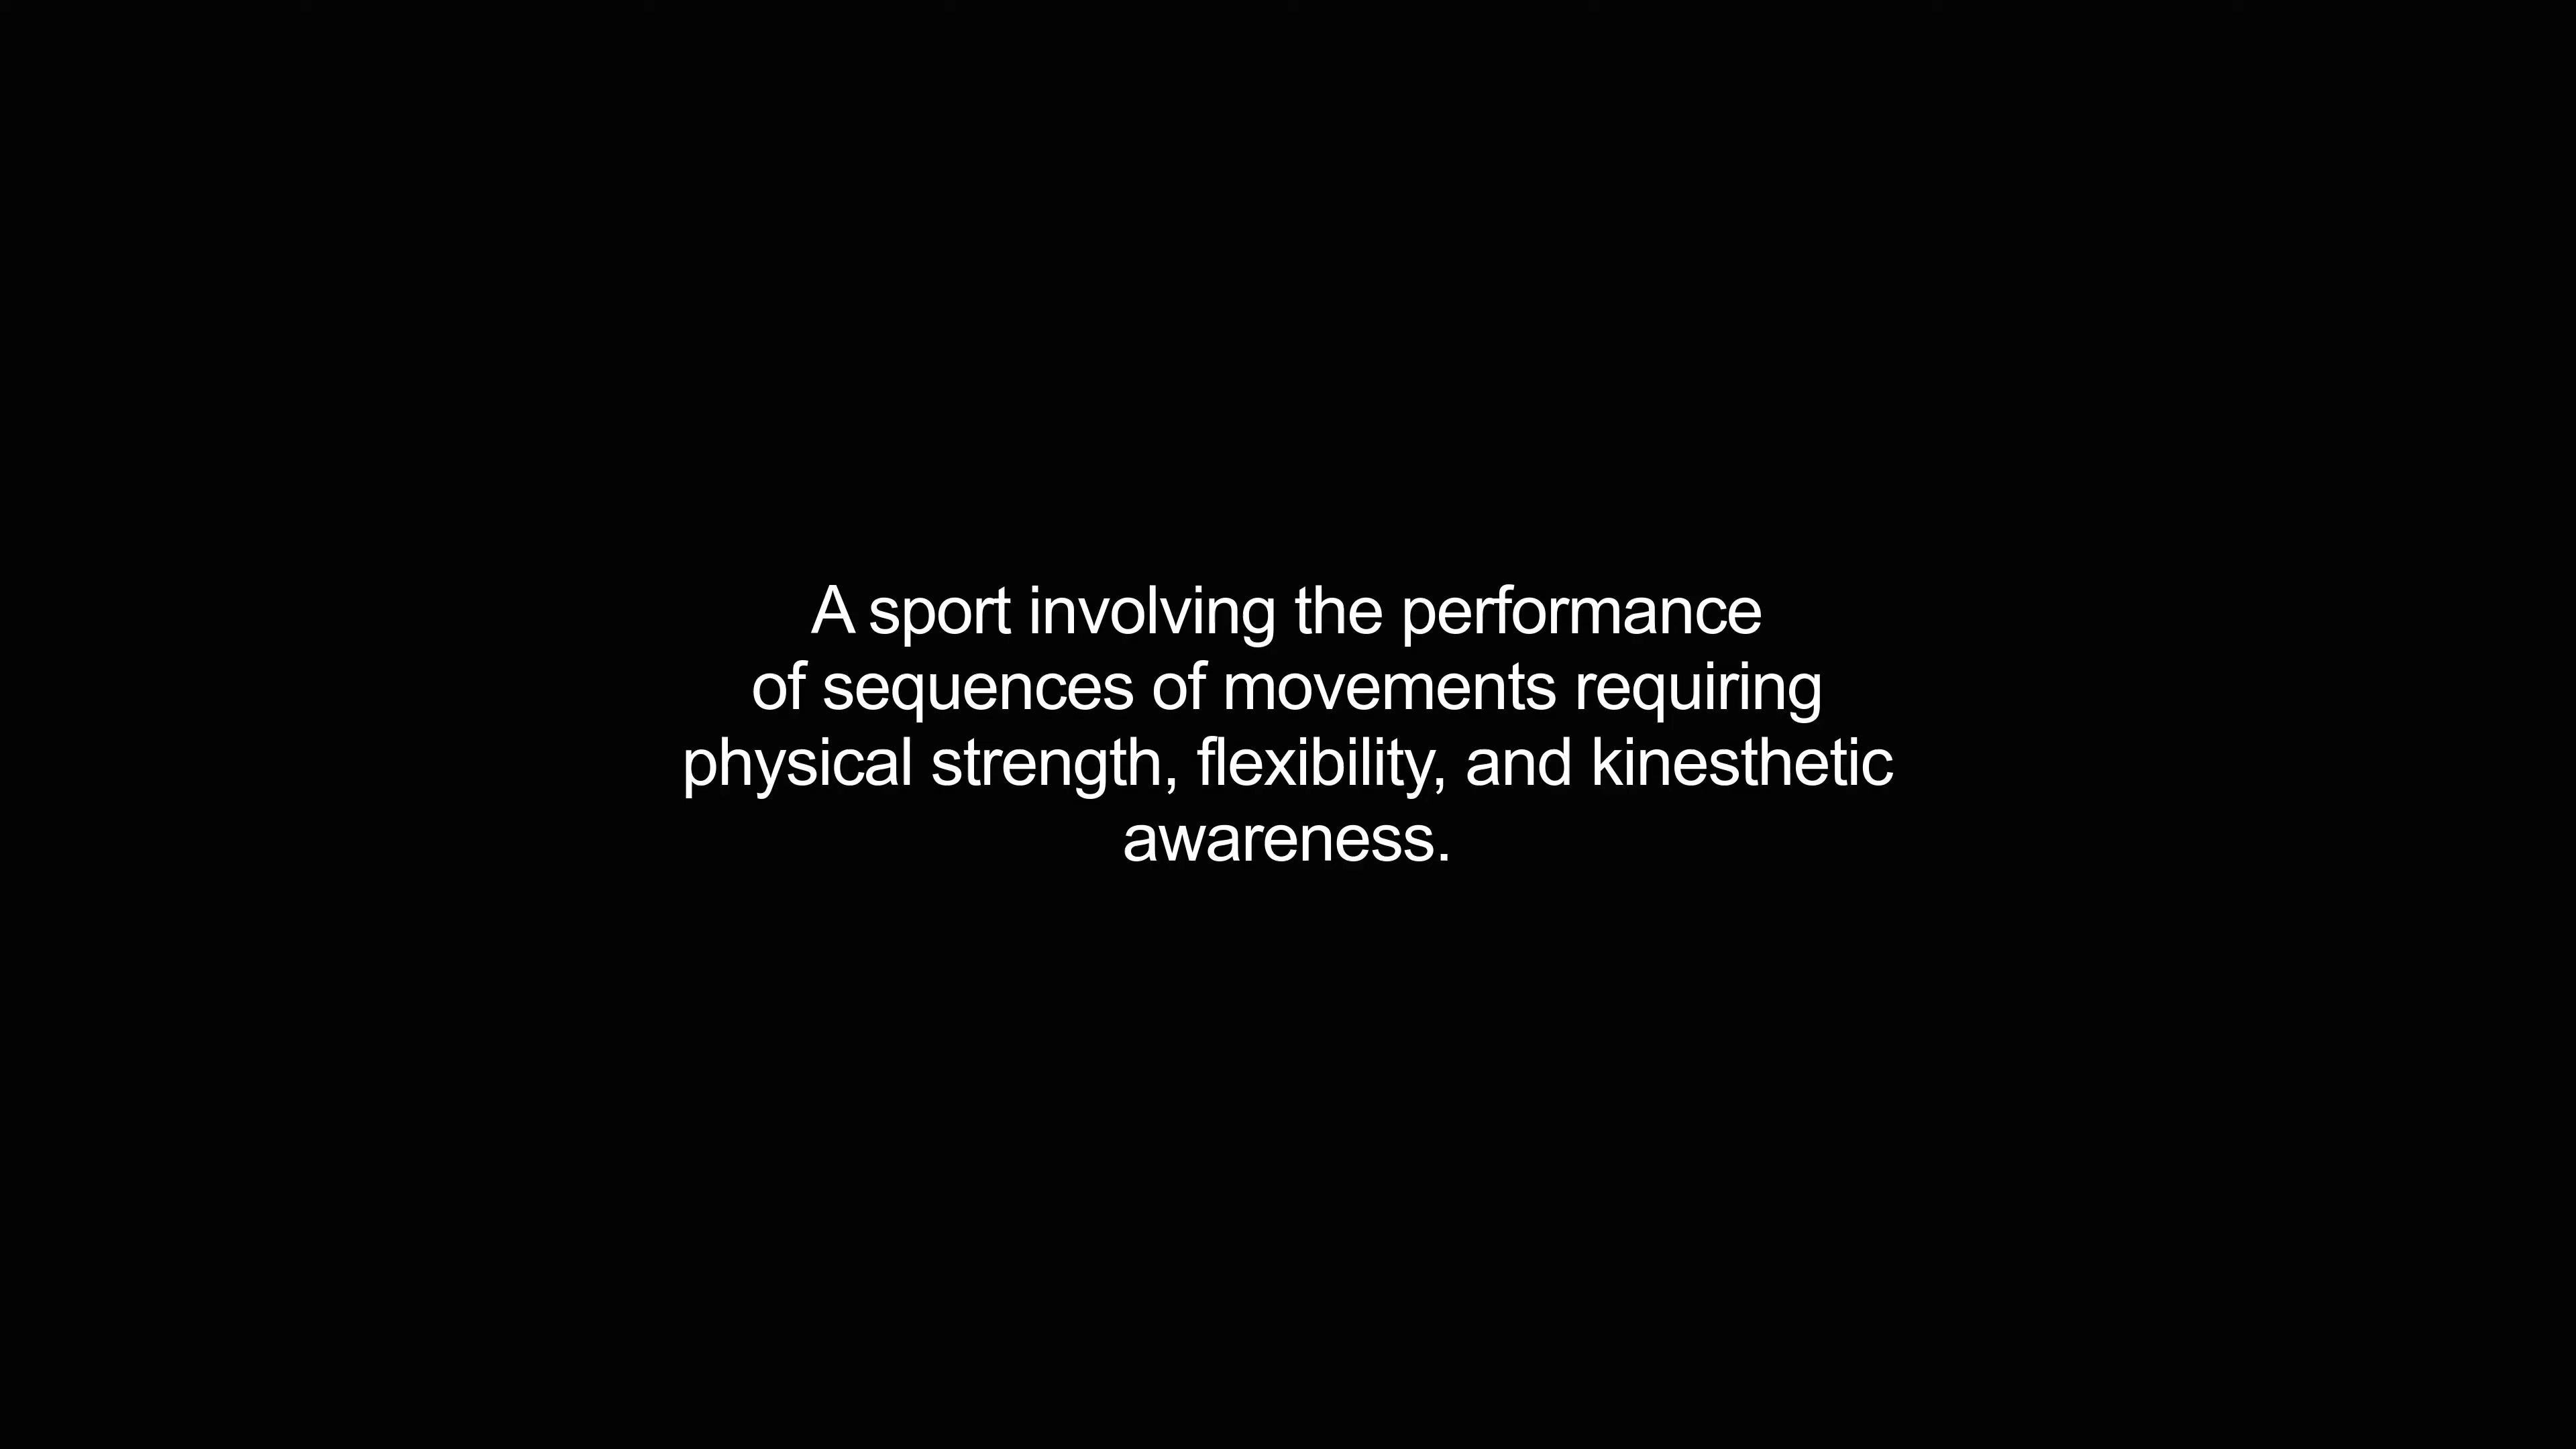 A sport involving the performance
of sequences of movements requiring
physical strength, flexibility, and kinesthetic
awareness.